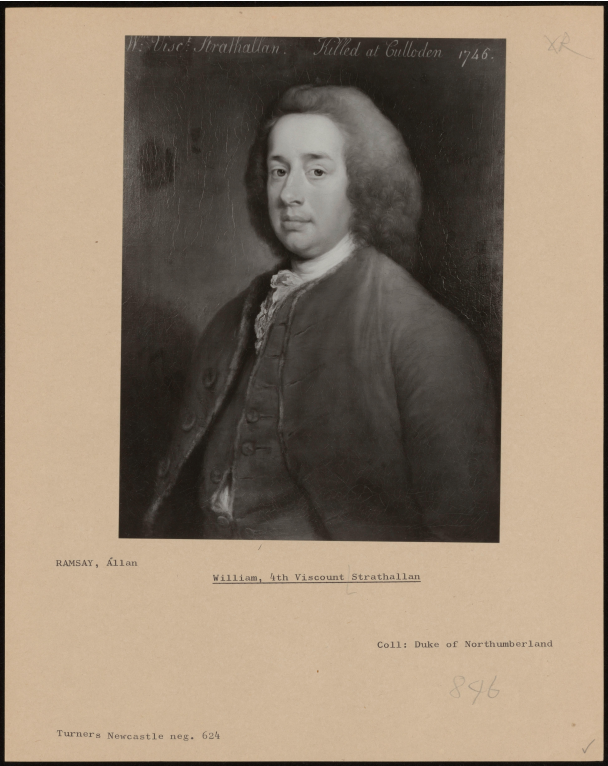 W: Visc.t Strathallan. Killed at Culloden 1746.
XR
RAMSAY, Allan
William, 4th Viscount Strathallan
Coll: Duke of Northumberland
846
Turners Newcastle neg. 624